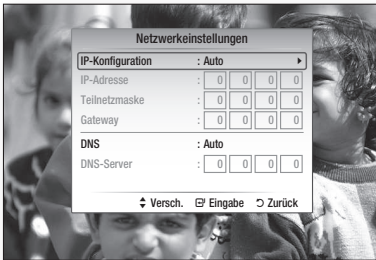 Netzwerkeinstellungen
IP-Konfiguration : Auto
IP-Adresse : 0 0 0 0
Teilnetzmaske : 0 0 0 0
Gateway : 0 0 0 0
DNS : Auto
DNS-Server : 0 0 0 0
Versch. Eingabe Zurück